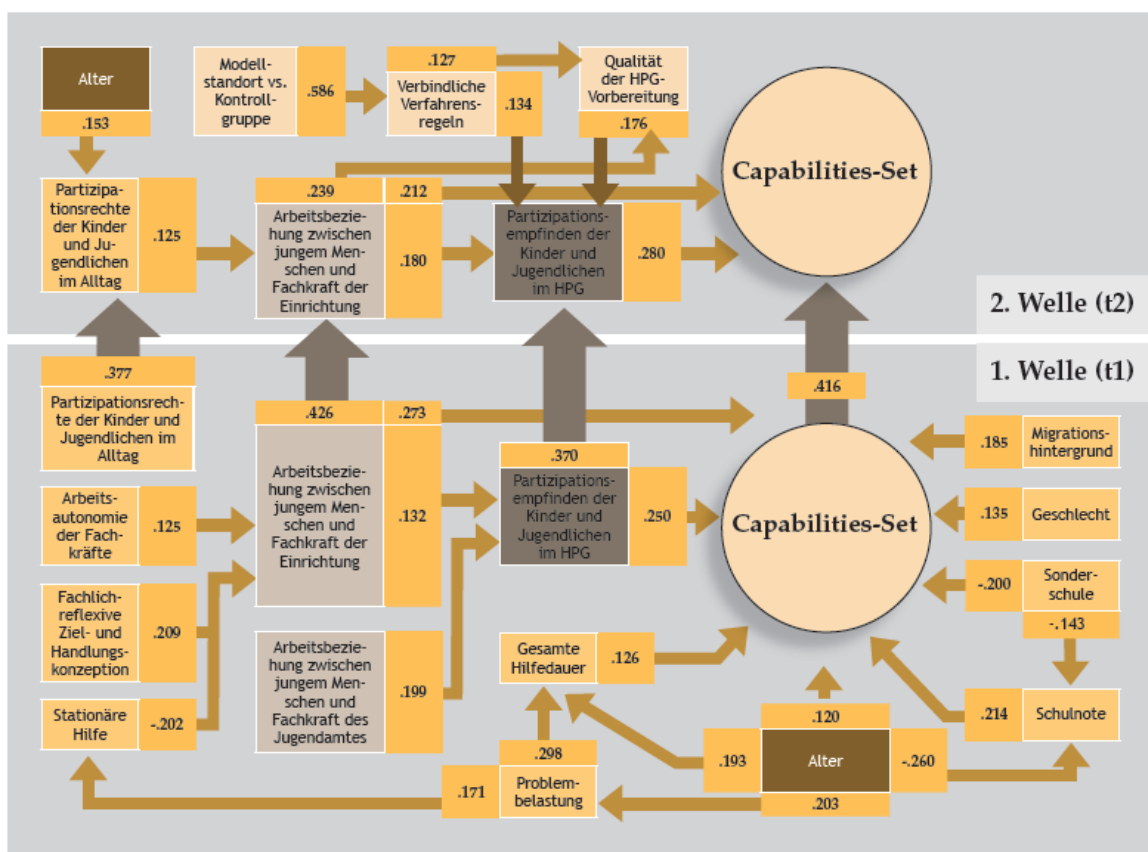 Alter
.153
Modell-
standort vs.
Kontroll-
gruppe
.586
.127
Verbindliche
Verfahrens-
regeln
.134
Qualität
der HPG-
Vorbereitung
.176
Capabilities-Set
Partizipa-
tionsrechte
der Kinder
und Ju-
gendlichen
im Alltag
.125
.239
.212
Arbeitsbezie-
hung zwischen
jungem Men-
schen und
Fachkraft der
Einrichtung
.180
Partizipations-
empfinden der
Kinder und
Jugendlichen
im HPG
.280
2. Welle (t2)
1. Welle (t1)
.377
Partizipationsrech-
te der Kinder und
Jugendlichen im
Alltag
.426
.273
Arbeitsbezie-
hung zwischen
jungem Men-
schen und
Fachkraft der
Einrichtung
.132
.370
Partizipations-
empfinden der
Kinder und
Jugendlichen
im HPG
.250
.416
Capabilities-Set
.185
Migrations-
hintergrund
.135
Geschlecht
-.200
Sonder-
schule
-.143
Arbeits-
autonomie
der Fach-
kräfte
.125
Fachlich-
reflexive
Ziel- und
Handlungs-
konzeption
.209
Stationäre
Hilfe
-.202
Arbeitsbeziehung
zwischen
jungem Men-
schen und
Fachkraft des
Jugendamtes
.199
Gesamte
Hilfedauer
.126
.214
Schulnote
.298
.171
Problem-
belastung
.120
.193
Alter
-.260
.203